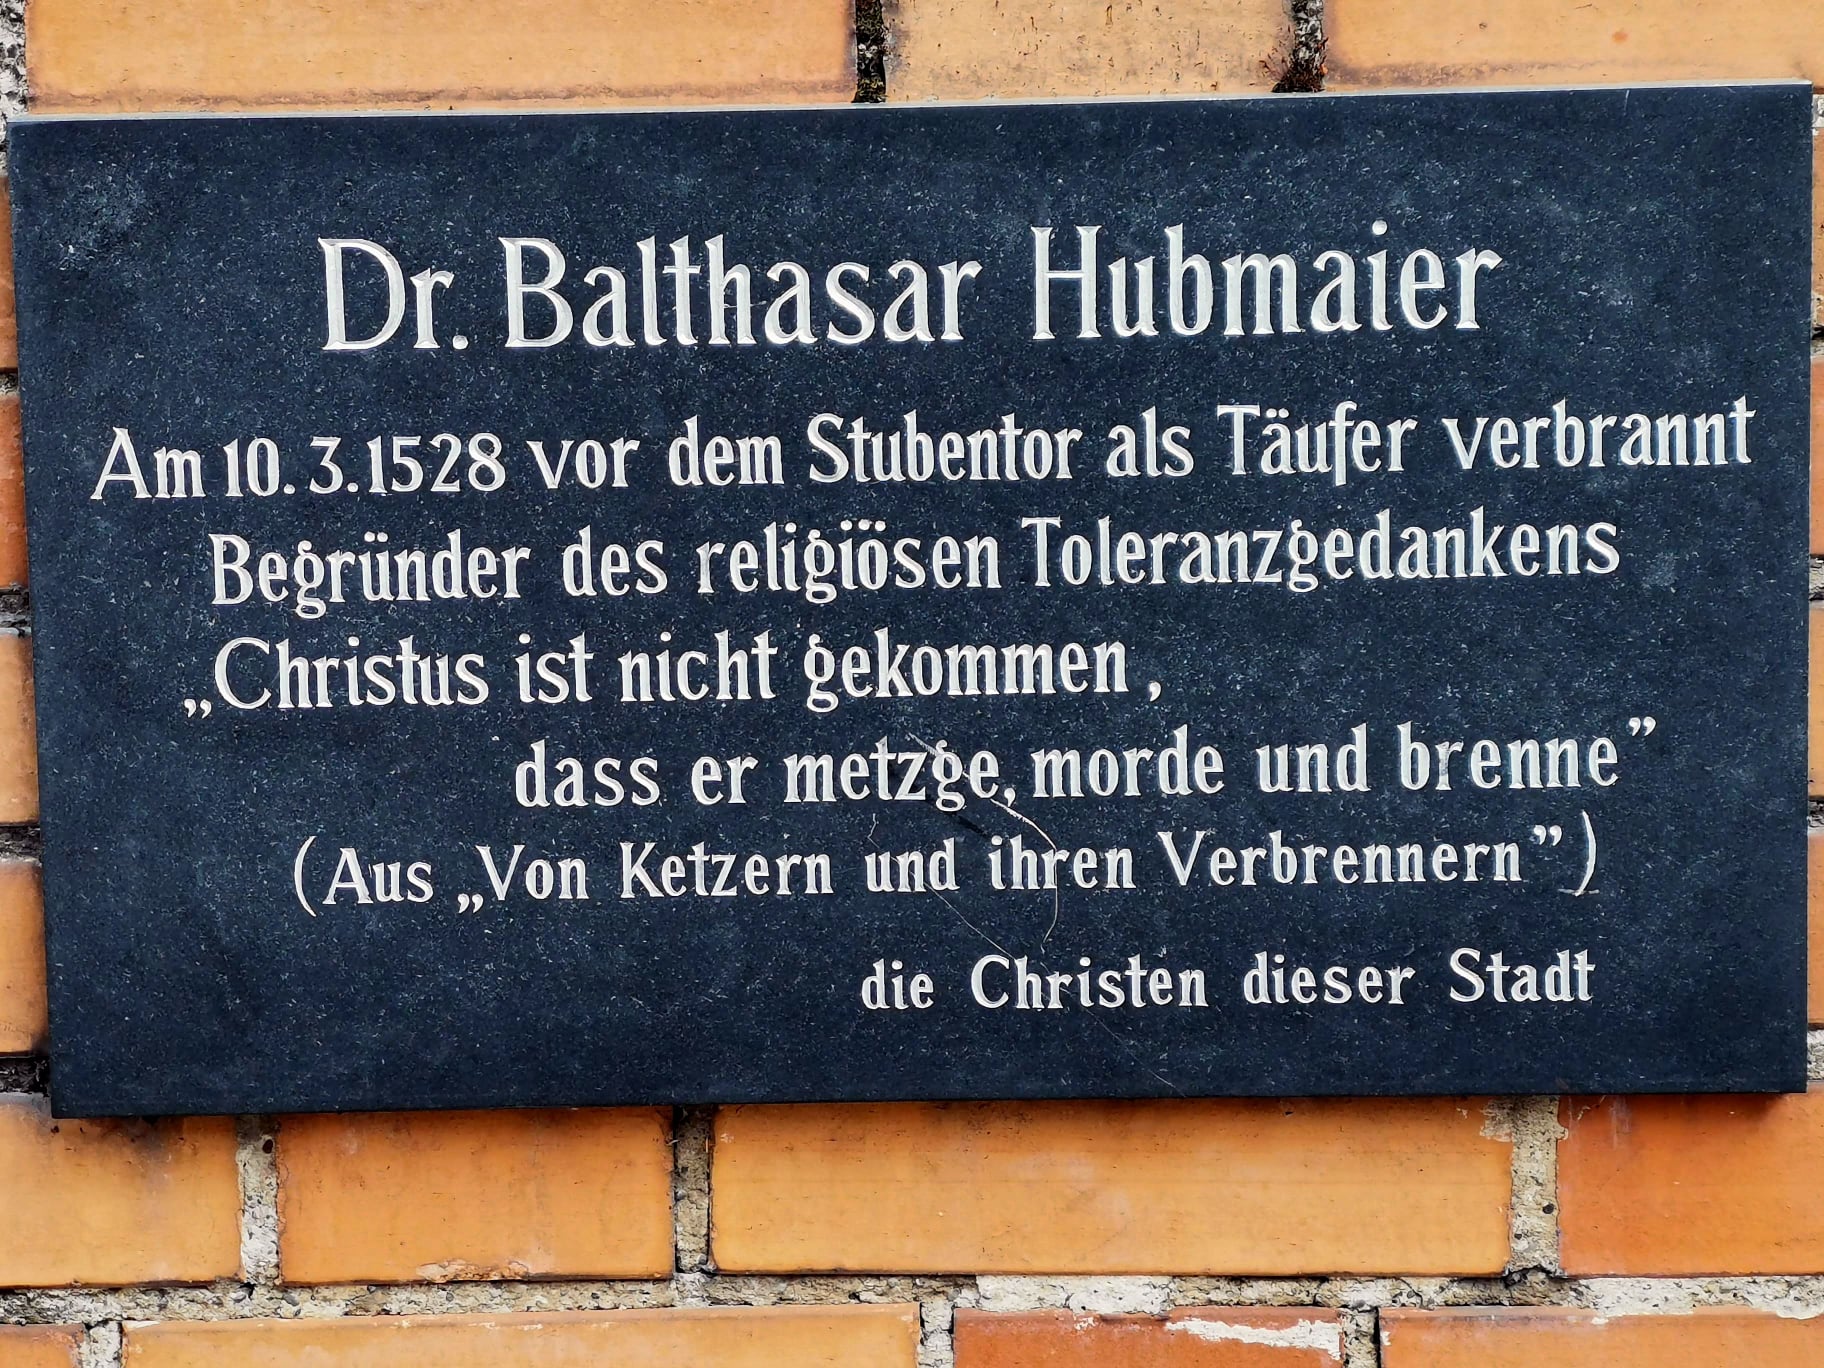 Dr. Balthasar Hubmaier
Am 10.3.1528 vor dem Stubentor als Täufer verbrannt
Begründer des religiösen Toleranzgedankens
„Christus ist nicht gekommen,
dass er metzge, morde und brenne”
(Aus „Von Ketzern und ihren Verbrennern”)
die Christen dieser Stadt